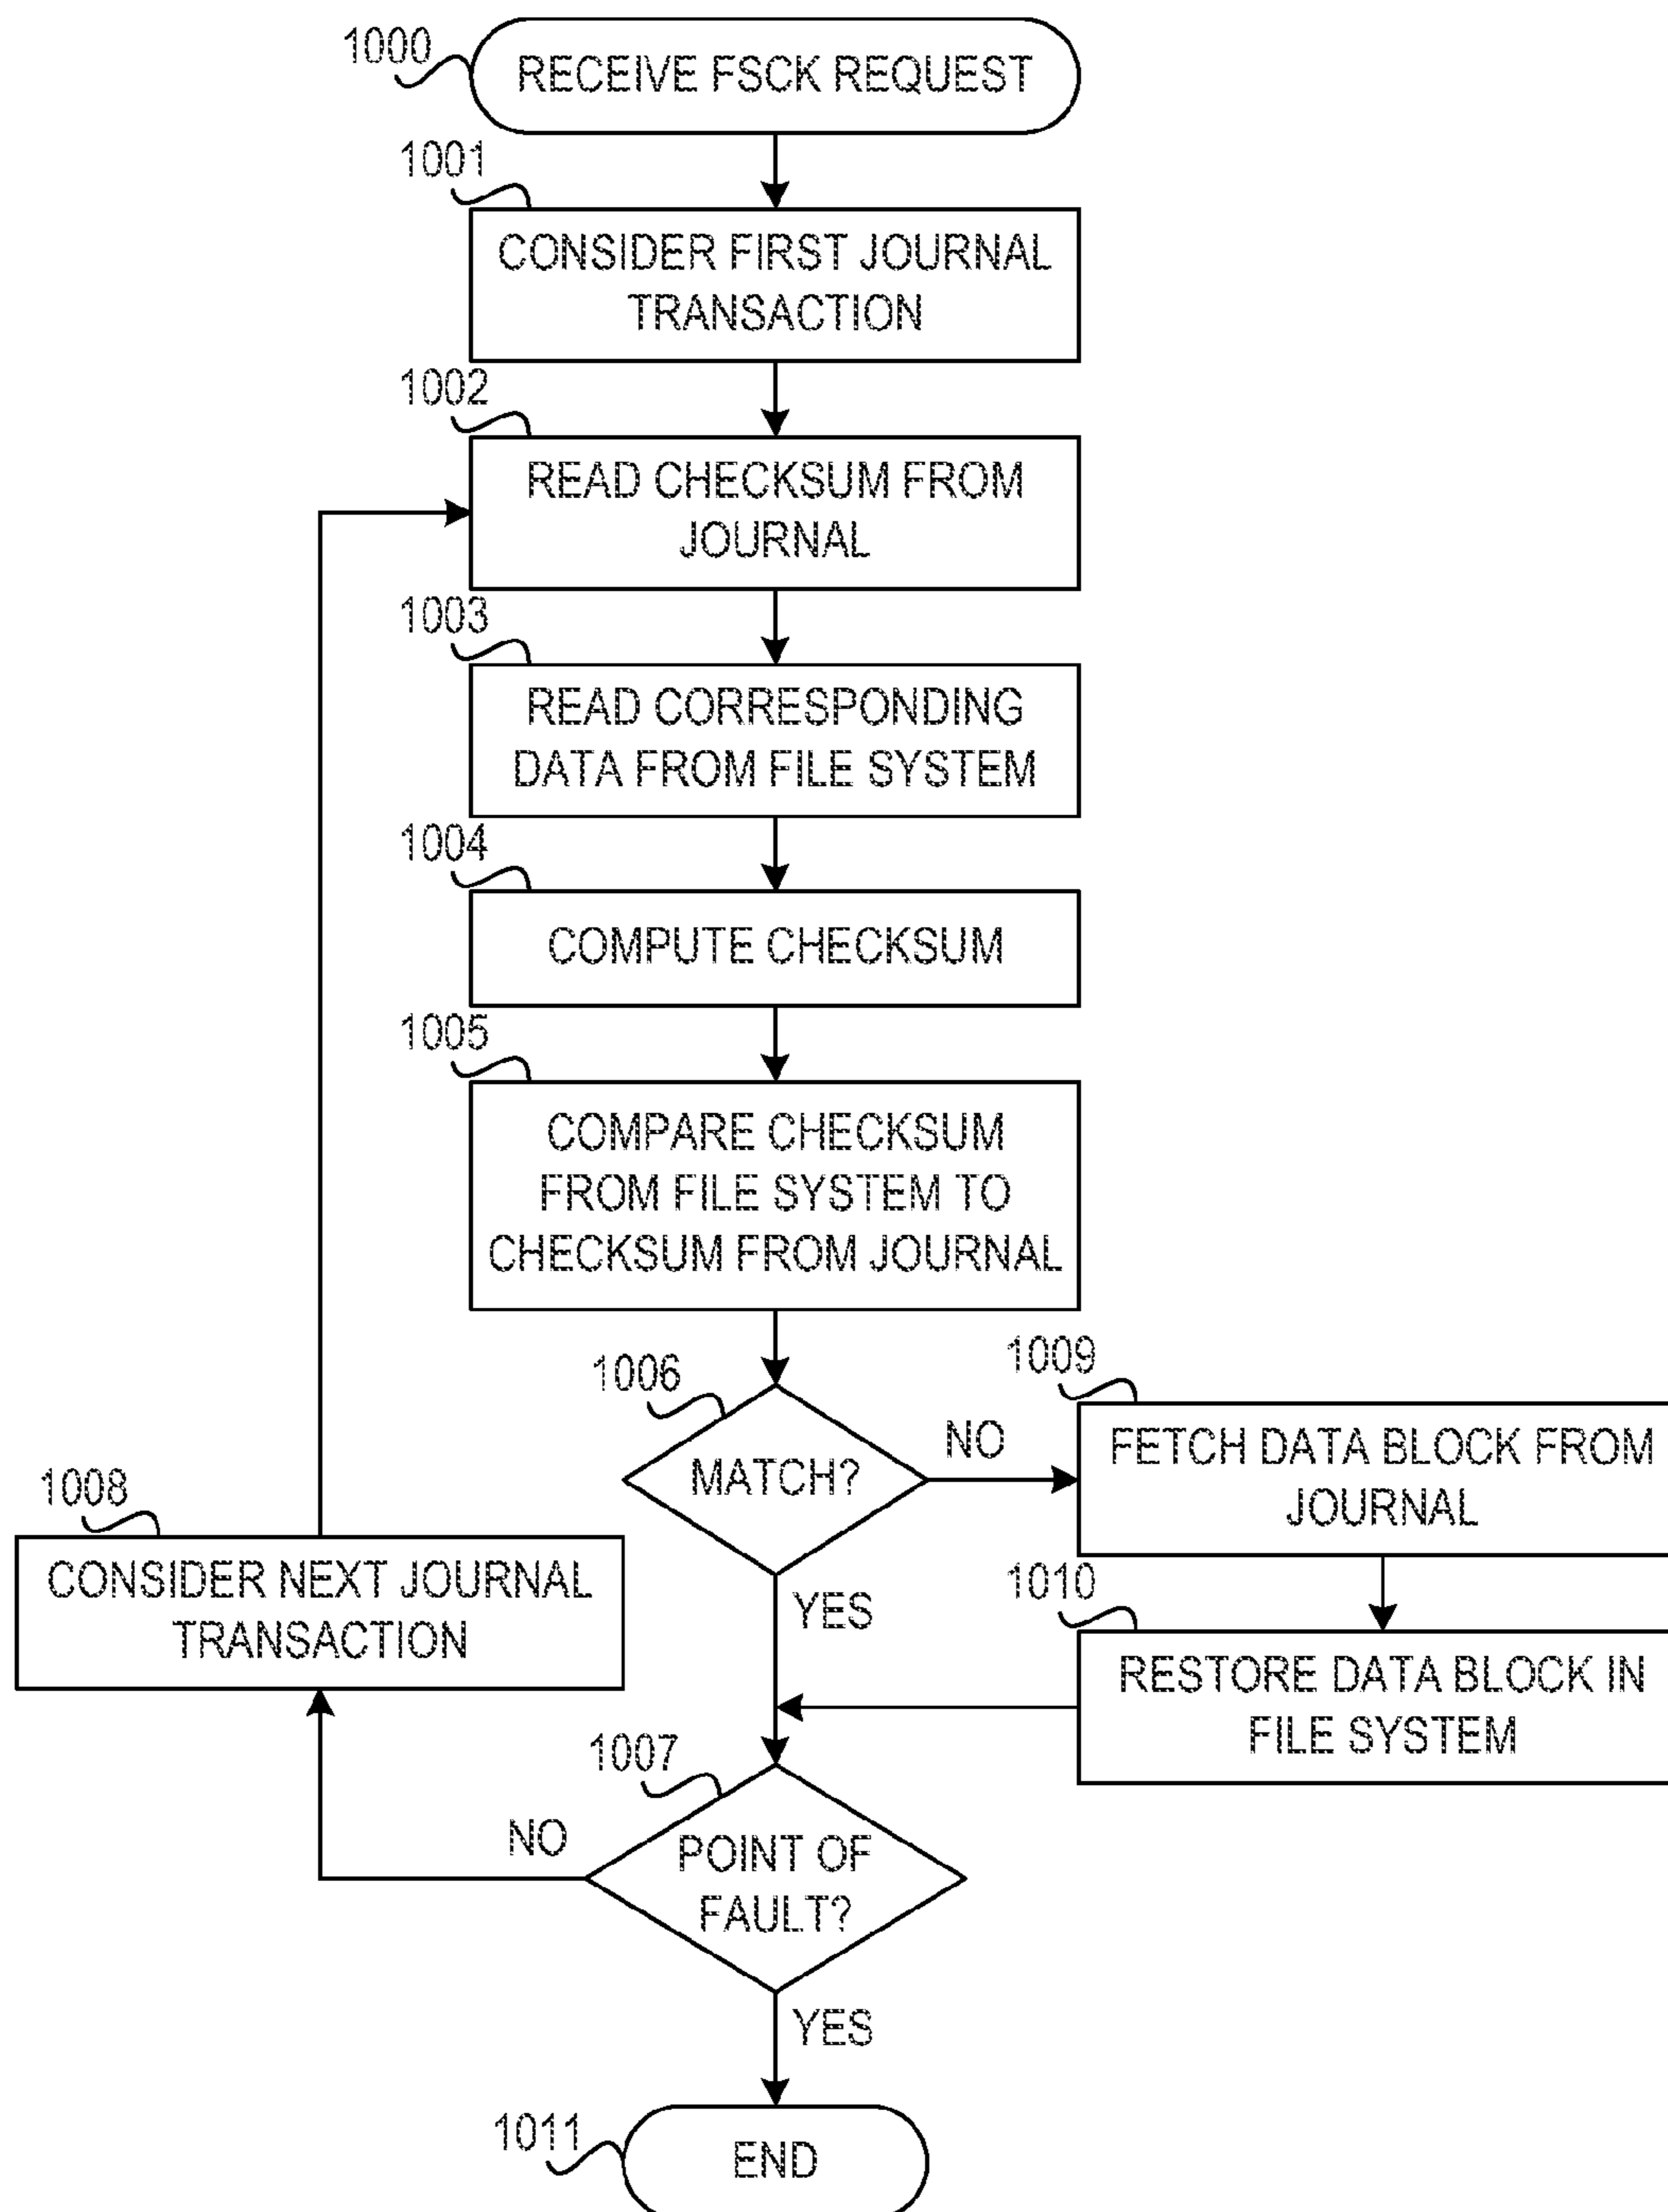 1000
RECEIVE FSCK REQUEST
1001
CONSIDER FIRST JOURNAL
TRANSACTION
1002
READ CHECKSUM FROM
JOURNAL
1003
READ CORRESPONDING
DATA FROM FILE SYSTEM
1004
COMPUTE CHECKSUM
1005
COMPARE CHECKSUM
FROM FILE SYSTEM TO
CHECKSUM FROM JOURNAL
1006
MATCH?
NO
1009
FETCH DATA BLOCK FROM
JOURNAL
1008
CONSIDER NEXT JOURNAL
TRANSACTION
YES
1010
RESTORE DATA BLOCK IN
FILE SYSTEM
1007
NO
POINT OF
FAULT?
YES
1011
END